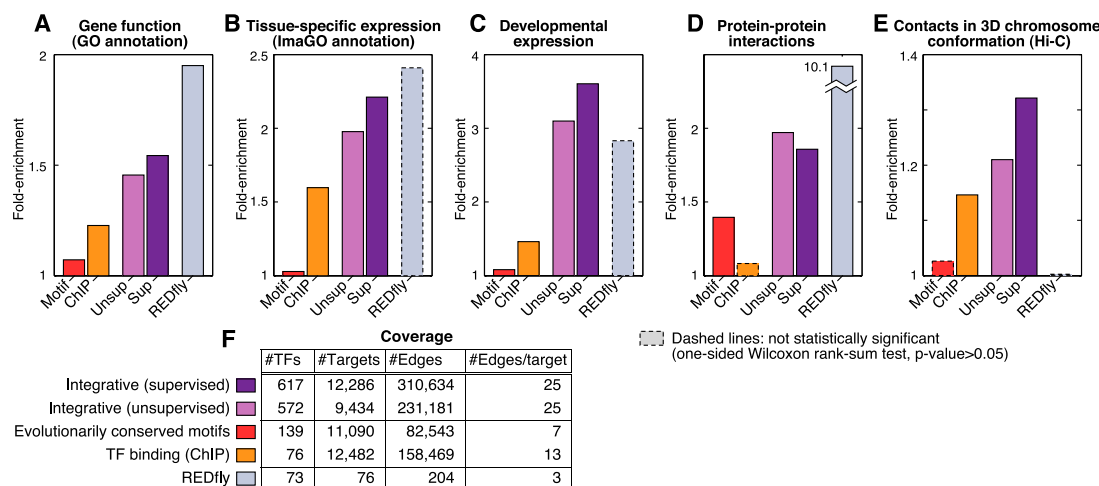 A Gene function
(GO annotation)
Fold-enrichment
2
1.5
1
Motif
ChIP
Unsup
Sup
REDfly
B Tissue-specific expression
(ImaGO annotation)
Fold-enrichment
2.5
2
1.5
1
Motif
ChIP
Unsup
Sup
REDfly
C Developmental
expression
Fold-enrichment
4
3
2
1
Motif
ChIP
Unsup
Sup
REDfly
D Protein-protein
interactions
Fold-enrichment
10.1
2
1.5
1
Motif
ChIP
Unsup
Sup
REDfly
E Contacts in 3D chromosome
conformation (Hi-C)
Fold-enrichment
1.4
1.2
1
Motif
ChIP
Unsup
Sup
REDfly
Dashed lines: not statistically significant
(one-sided Wilcoxon rank-sum test, p-value>0.05)
F Coverage
#TFs #Targets #Edges #Edges/target
Integrative (supervised) 617 12,286 310,634 25
Integrative (unsupervised) 572 9,434 231,181 25
Evolutionarily conserved motifs 139 11,090 82,543 7
TF binding (ChIP) 76 12,482 158,469 13
REDfly 73 76 204 3